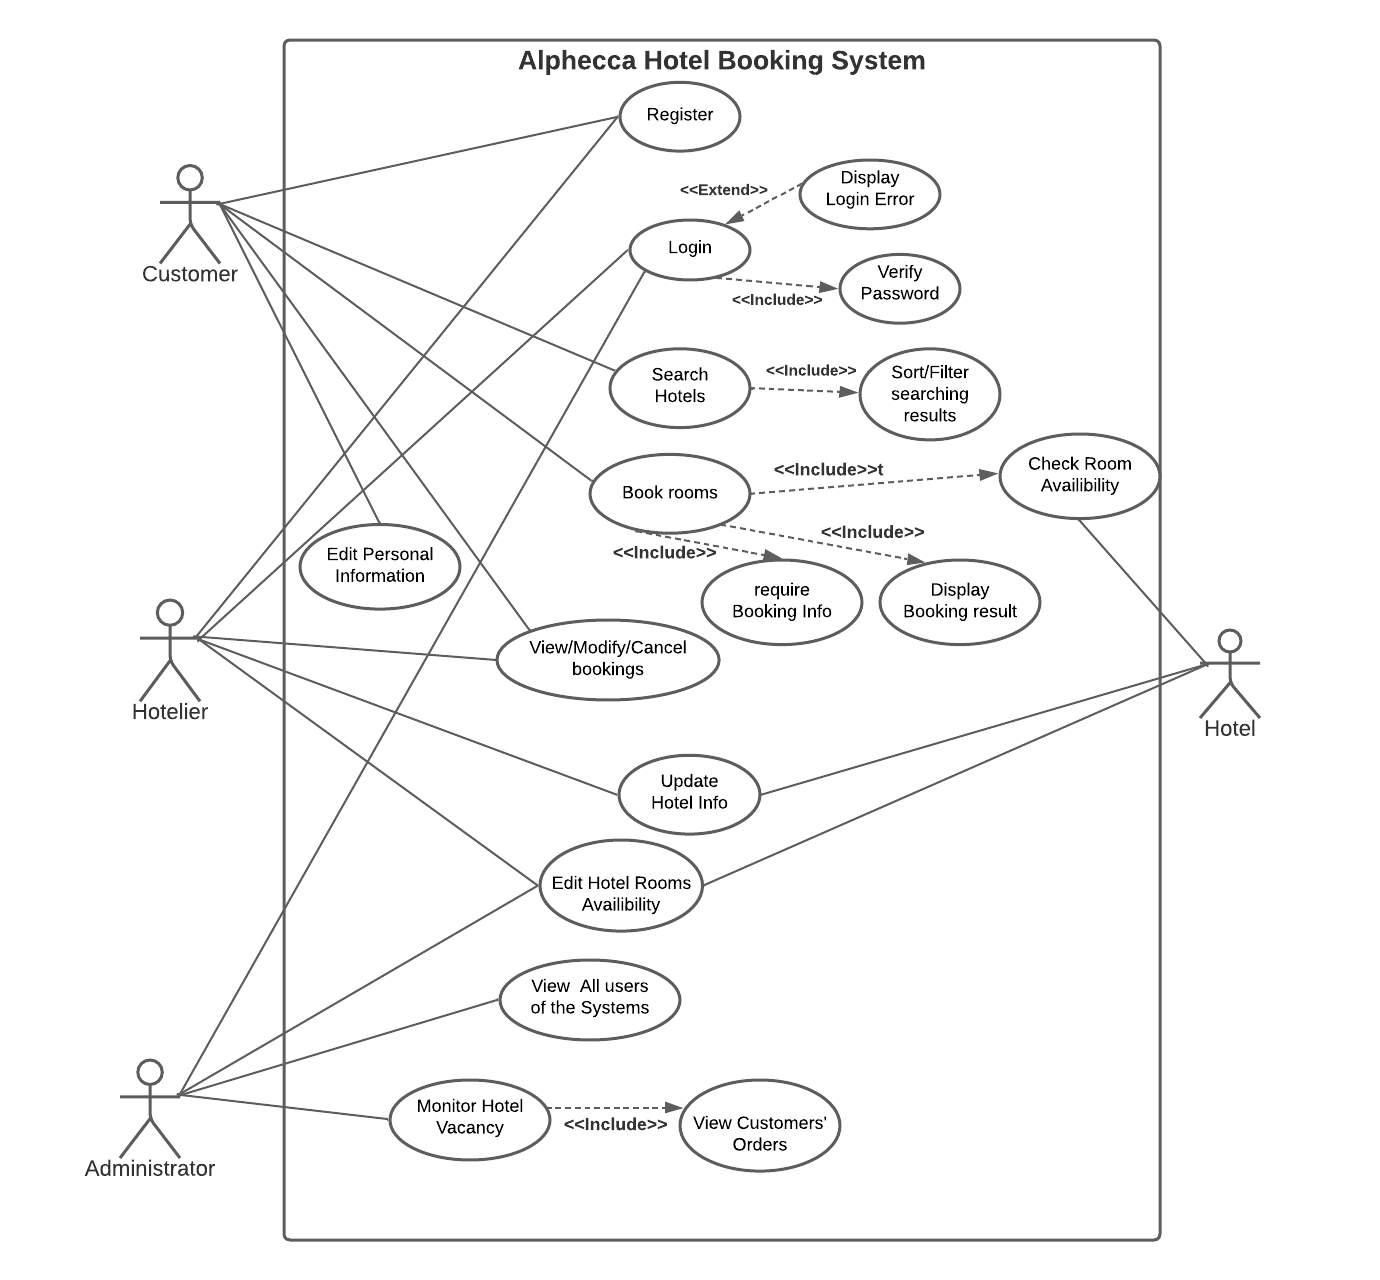 Alphecca Hotel Booking System
Register
Display
Login Error
<<Extend>>
Login
Verify
Password
<<Include>>
Customer
Search
Hotels
<<Include>>
Sort/Filter
searching
results
Book rooms
<<Include>>t
Check Room
Availibility
<<Include>>
<<Include>>
Edit Personal
Information
require
Booking Info
Display
Booking result
View/Modify/Cancel
bookings
Hotelier
Hotel
Update
Hotel Info
Edit Hotel Rooms
Availibility
View  All users
of the Systems
Monitor Hotel
Vacancy
<<Include>>
View Customers'
Orders
Administrator